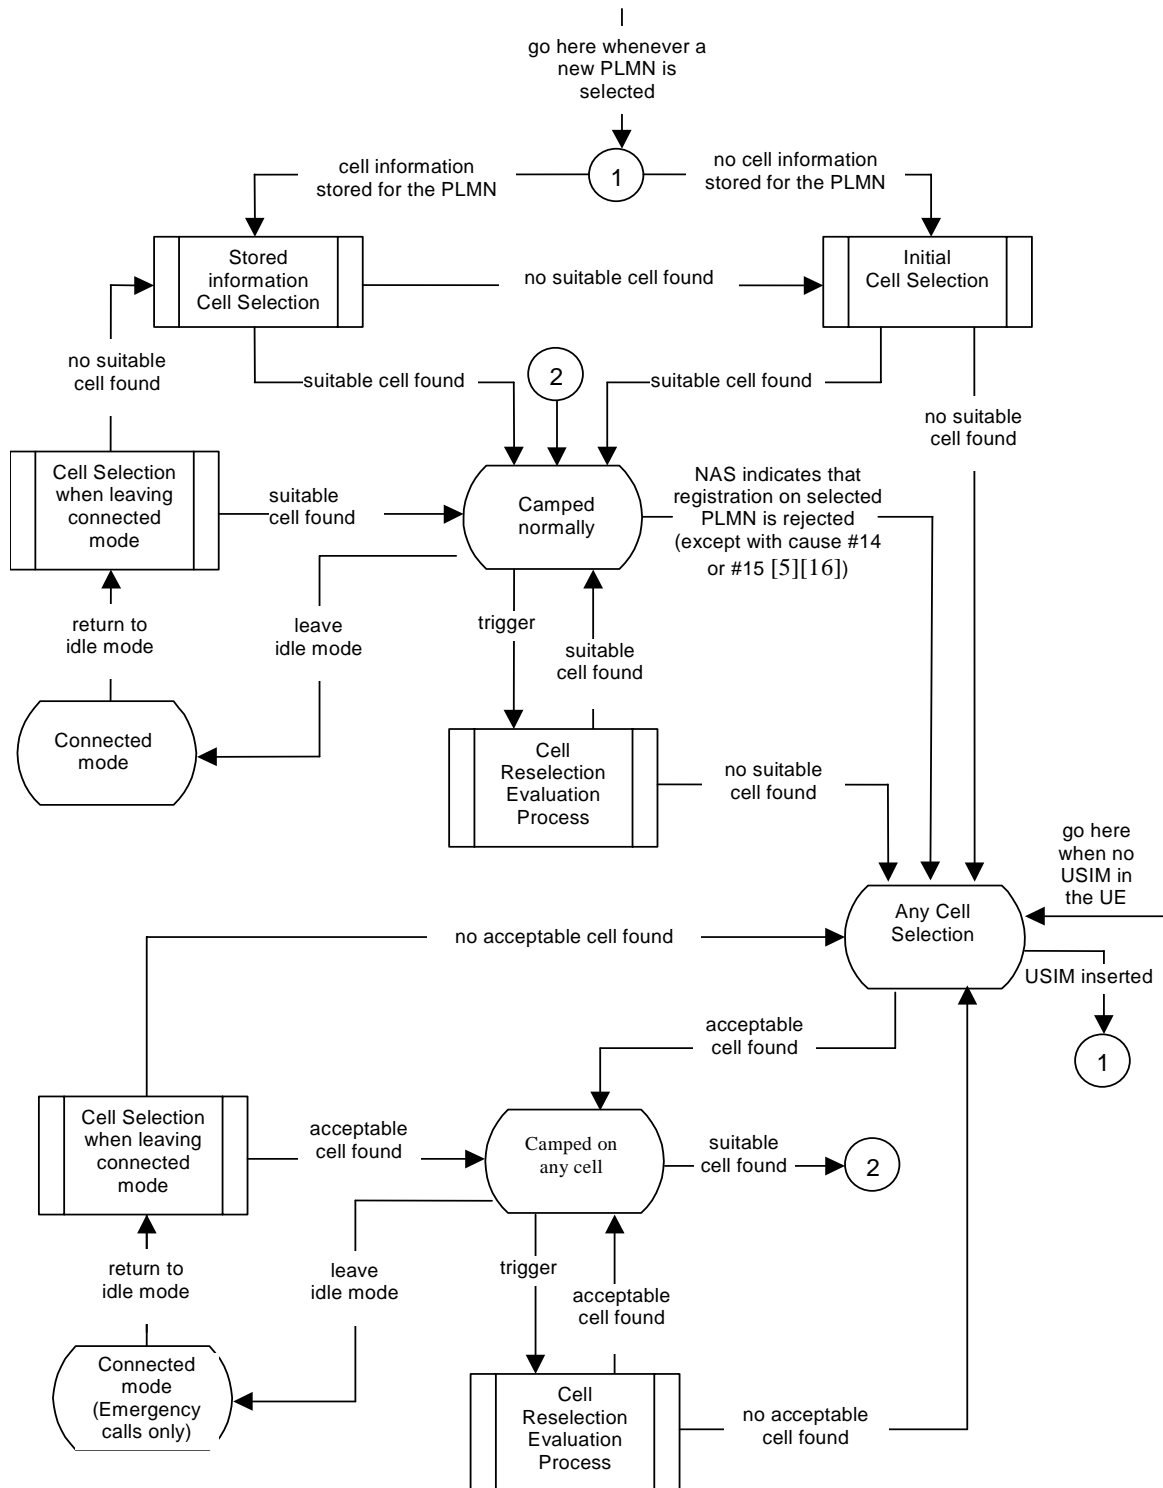 go here whenever a
new PLMN is
selected
1
cell information
stored for the PLMN
no cell information
stored for the PLMN
Stored
information
Cell Selection
no suitable cell found
Initial
Cell Selection
no suitable
cell found
suitable cell found
2
suitable cell found
no suitable
cell found
Cell Selection
when leaving
connected
mode
suitable
cell found
Camped
normally
NAS indicates that
registration on selected
PLMN is rejected
(except with cause #14
or #15 [5][16])
return to
idle mode
leave
idle mode
trigger
suitable
cell found
Connected
mode
Cell
Reselection
Evaluation
Process
no suitable
cell found
go here
when no
USIM in
the UE
Any Cell
Selection
no acceptable cell found
USIM inserted
acceptable
cell found
1
Cell Selection
when leaving
connected
mode
acceptable
cell found
Camped on
any cell
suitable
cell found
2
return to
idle mode
leave
idle mode
trigger
acceptable
cell found
Connected
mode
(Emergency
calls only)
Cell
Reselection
Evaluation
Process
no acceptable
cell found